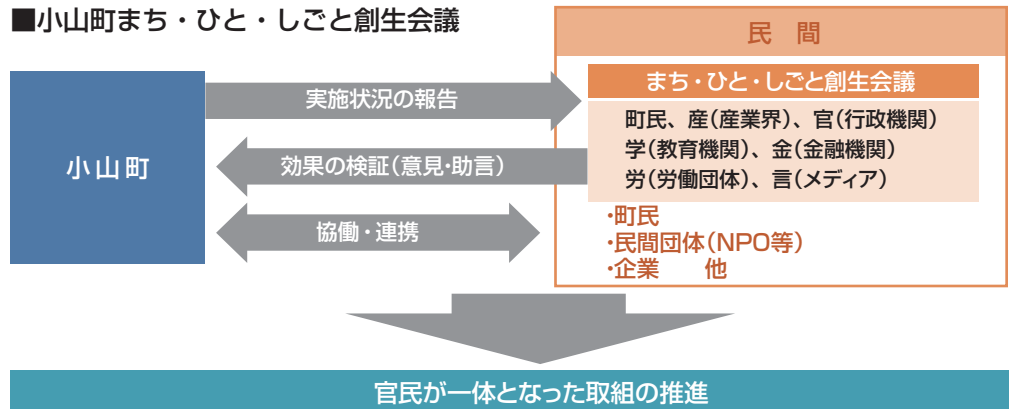 ■小山町まち・ひと・しごと創生会議
小山町
実施状況の報告
効果の検証(意見・助言)
協働・連携
民 間
まち・ひと・しごと創生会議
町民、産(産業界)、官(行政機関)
学(教育機関)、金(金融機関)
労(労働団体)、言(メディア)
・町民
・民間団体(NPO等)
・企業　　他
官民が一体となった取組の推進